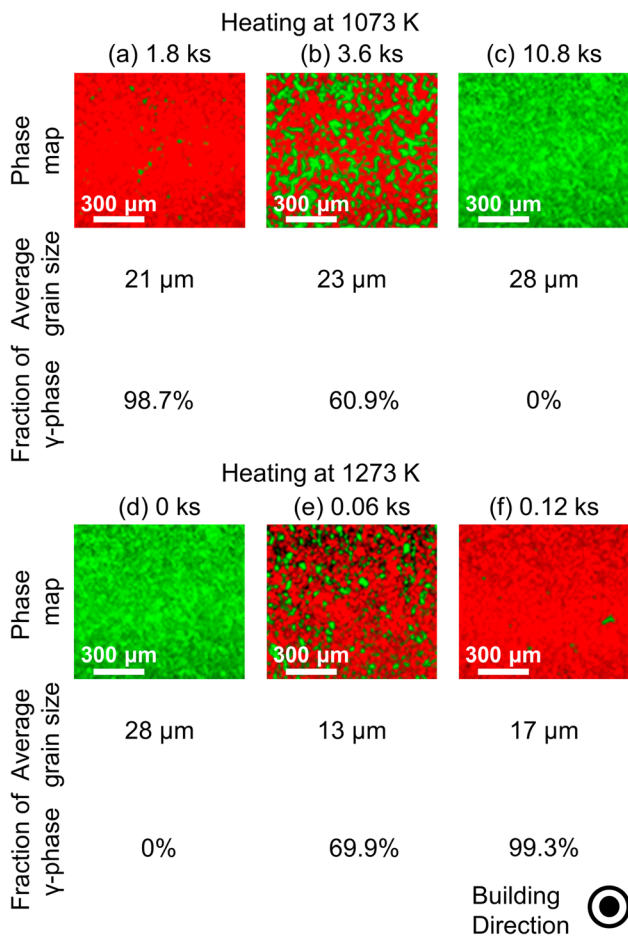 Heating at 1073 K
(a) 1.8 ks (b) 3.6 ks (c) 10.8 ks
Phase
map
300 µm 300 µm 300 µm
Average
grain size
21 µm 23 µm 28 µm
Fraction of
γ-phase
98.7% 60.9% 0%
Heating at 1273 K
(d) 0 ks (e) 0.06 ks (f) 0.12 ks
Phase
map
300 µm 300 µm 300 µm
Average
grain size
28 µm 13 µm 17 µm
Fraction of
γ-phase
0% 69.9% 99.3%
Building
Direction